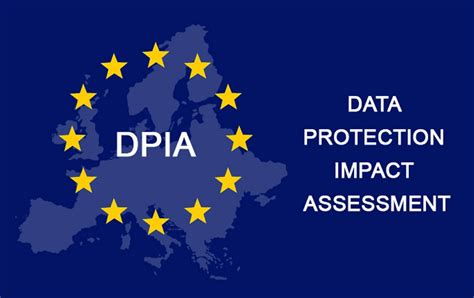 DPIA
DATA
PROTECTION
IMPACT
ASSESSMENT